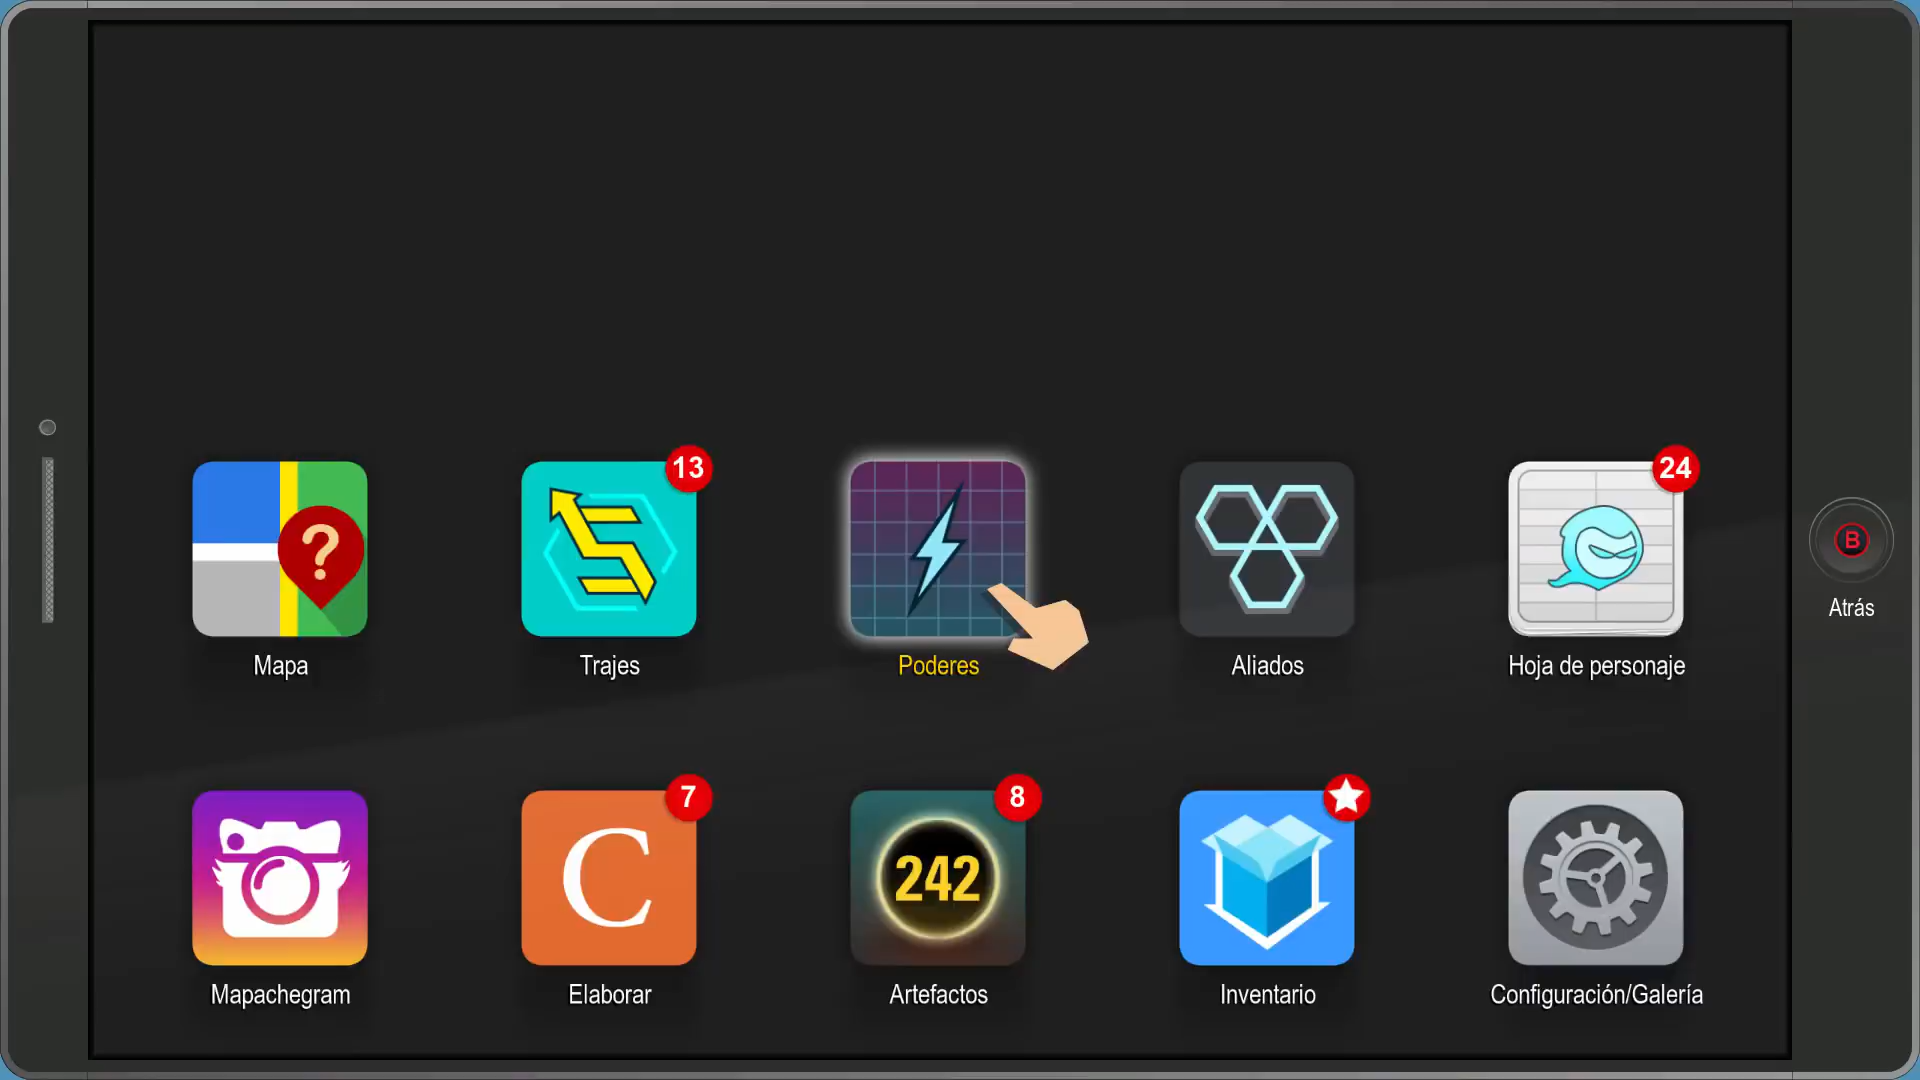 13
24
?
B
Atrás
Mapa
Trajes
Poderes
Aliados
Hoja de personaje
7
8
C
242
Mapachegram
Elaborar
Artefactos
Inventario
Configuración/Galería